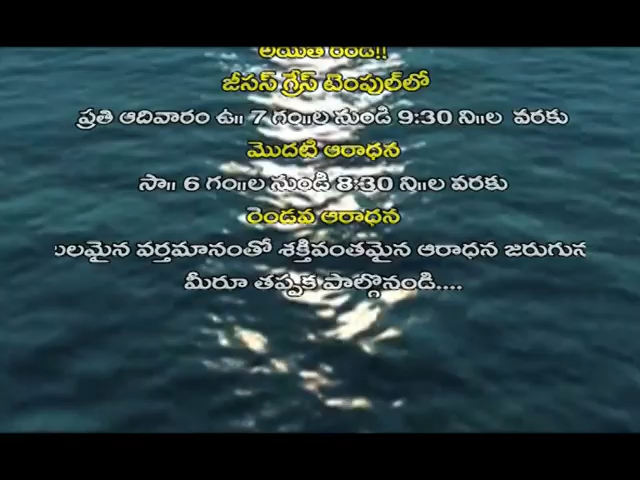 అయితే రండి!!
జీసస్ గ్రేస్ టెంపుల్‌లో
ప్రతి ఆదివారం ఉ॥ 7 గం॥ల నుండి 9:30 ని॥ల వరకు
మొదటి ఆరాధన
సా॥ 6 గం॥ల నుండి 8:30 ని॥ల వరకు
రెండవ ఆరాధన
వర్తమానంతో శక్తివంతమైన ఆరాధన
మీరూ తప్పక పాల్గొనండి....